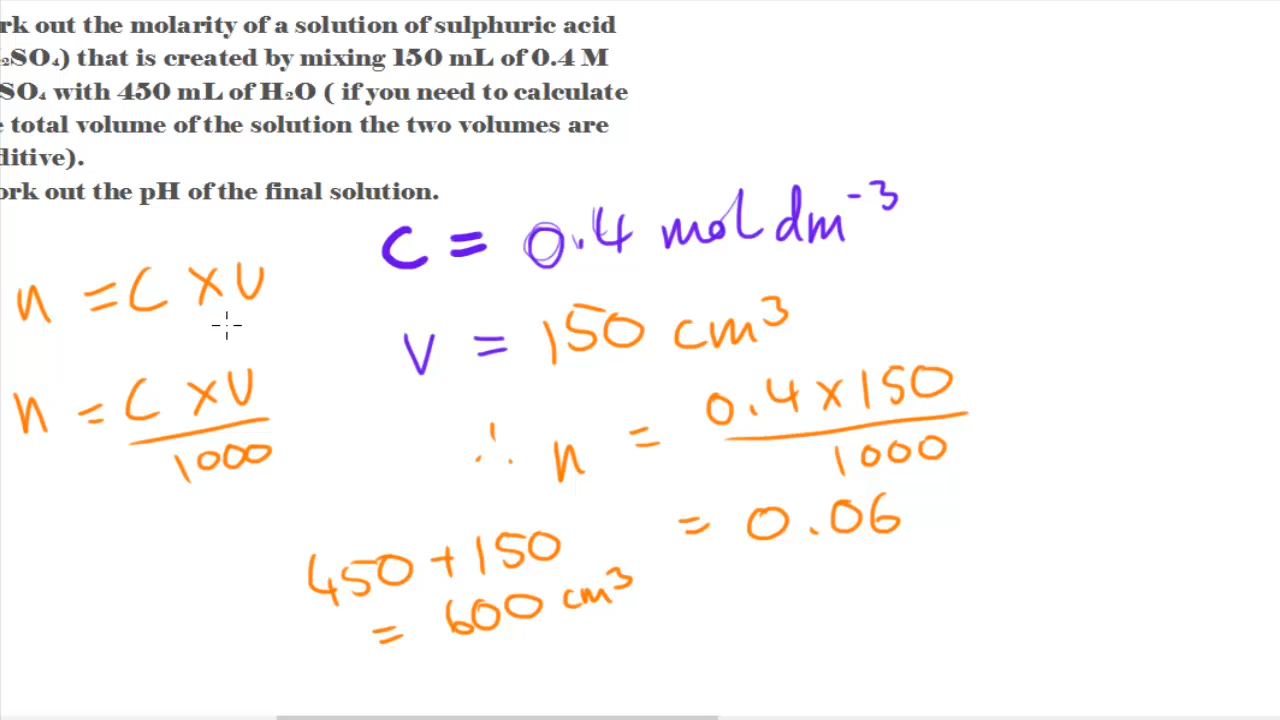 rk out the molarity of a solution of sulphuric acid
₂SO₄) that is created by mixing 150 mL of 0.4 M
SO₄ with 450 mL of H₂O ( if you need to calculate
e total volume of the solution the two volumes are
ditive).
ork out the pH of the final solution.
C = 0.4 mol dm⁻³
n = C × V
V = 150 cm³
n = C × V / 1000
∴ n = 0.4 × 150 / 1000
= 0.06
450 + 150
= 600 cm³